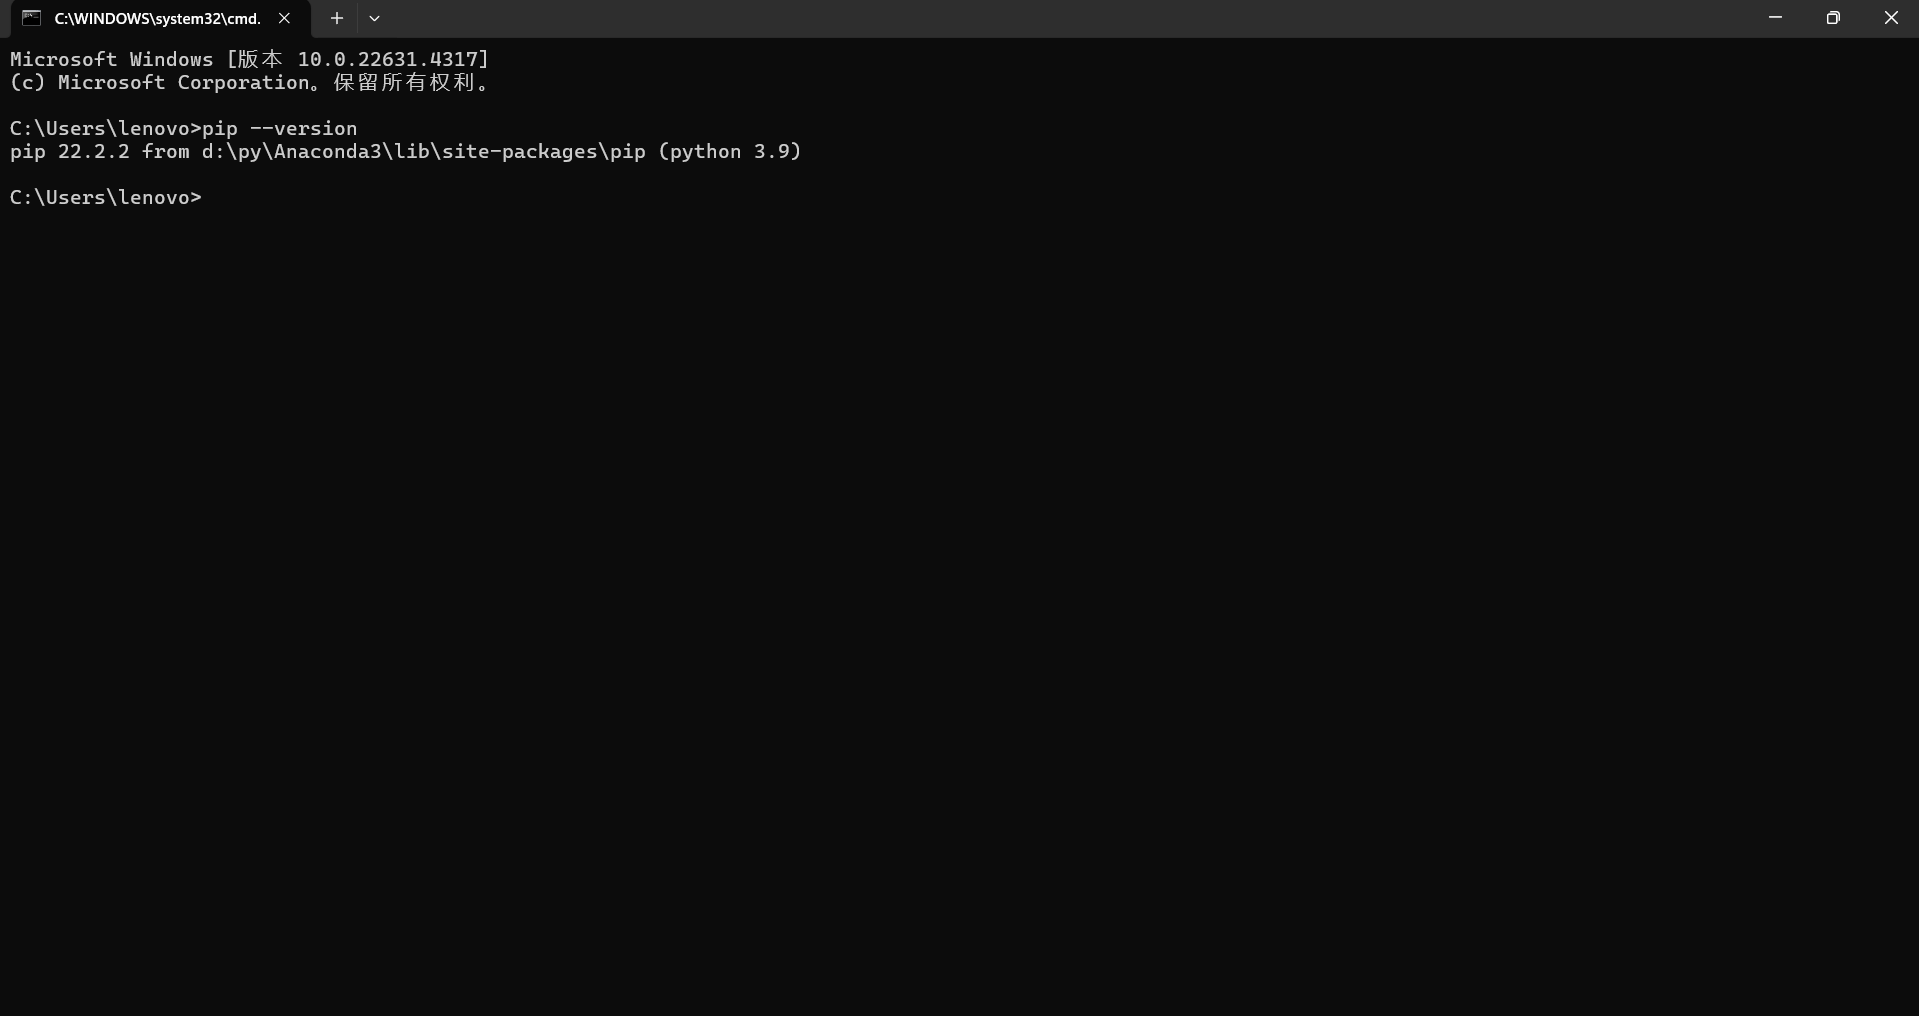 C:\WINDOWS\system32\cmd.
Microsoft Windows [版本 10.0.22631.4317]
(c) Microsoft Corporation。保留所有权利。
C:\Users\lenovo>pip --version
pip 22.2.2 from d:\py\Anaconda3\lib\site-packages\pip (python 3.9)
C:\Users\lenovo>